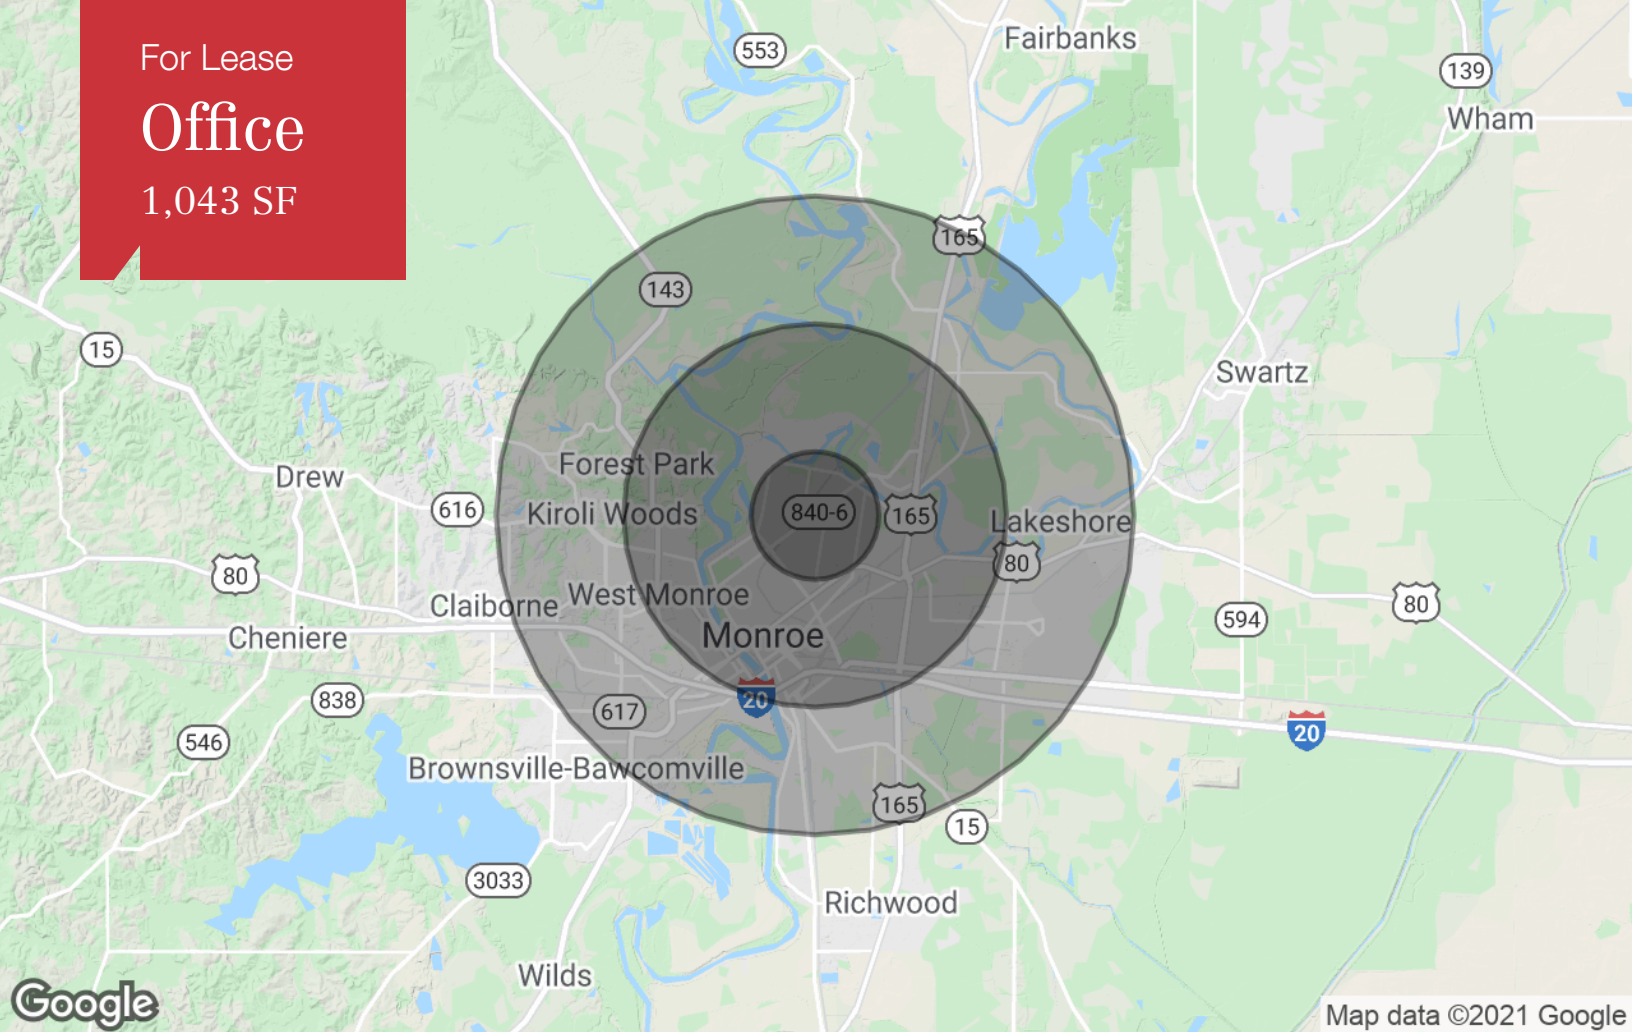 For Lease
Office
1,043 SF
553
Fairbanks
139
Wham
165
143
15
Swartz
Forest Park
Drew
616
Kiroli Woods
840-6
165
Lakeshore
80
80
Claiborne
West Monroe
80
594
Cheniere
Monroe
838
617
20
20
546
Brownsville-Bawcomville
165
15
3033
Richwood
Wilds
Google
Map data ©2021 Google